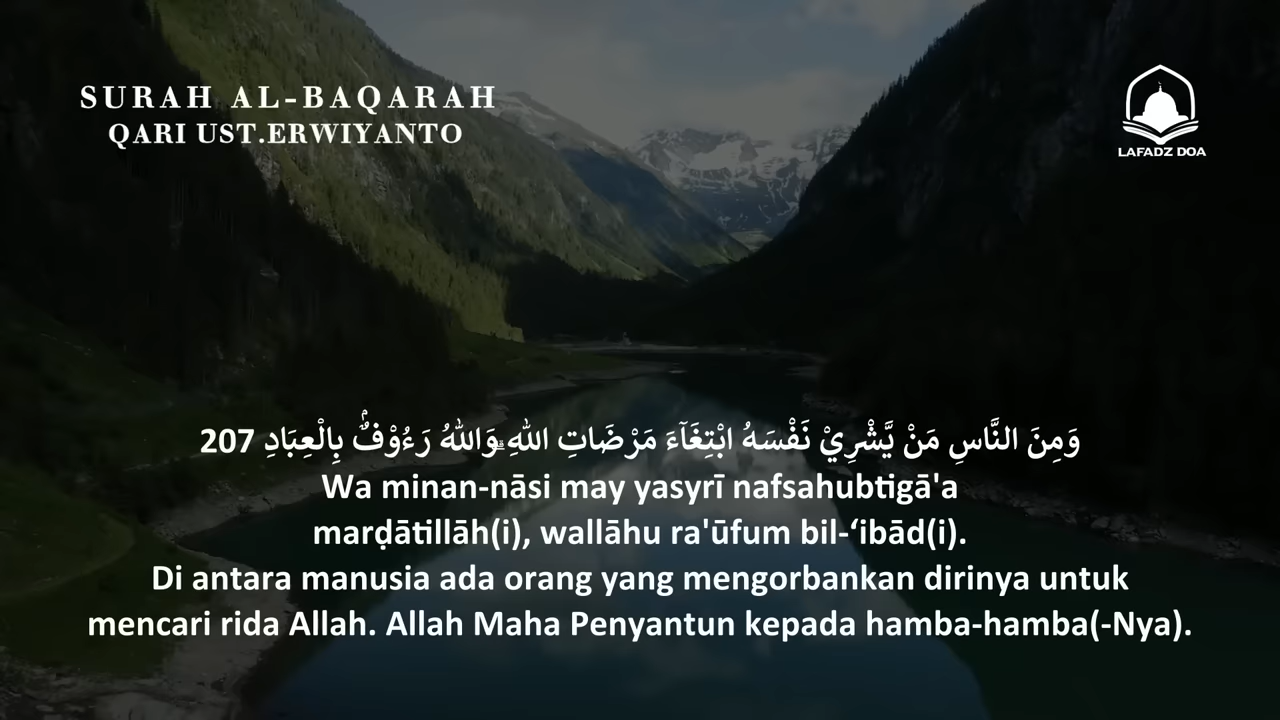 SURAH AL-BAQARAH
QARI UST.ERWIYANTO
LAFADZ DOA
وَمِنَ النَّاسِ مَنْ يَّشْرِيْ نَفْسَهُ ابْتِغَاۤءَ مَرْضَاتِ اللّٰهِ ۗوَاللّٰهُ رَءُوْفٌۢ بِالْعِبَادِ 207
Wa minan-nāsi may yasyrī nafsahubtigā'a
marḍātillāh(i), wallāhu ra'ūfum bil-‘ibād(i).
Di antara manusia ada orang yang mengorbankan dirinya untuk
mencari rida Allah. Allah Maha Penyantun kepada hamba-hamba(-Nya).